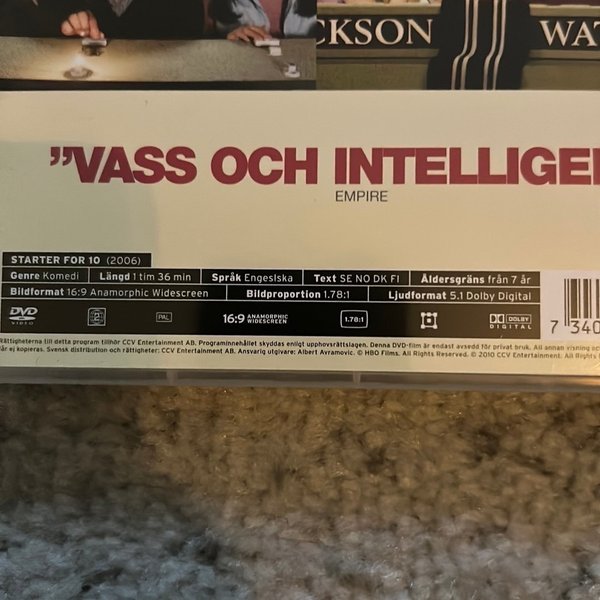 CKSON WAT
”VASS OCH INTELLIGE
EMPIRE
STARTER FOR 10 (2006)
Genre Komedi Längd 1 tim 36 min Språk Engeslska Text SE NO DK FI Åldersgräns från 7 år
Bildformat 16:9 Anamorphic Widescreen Bildproportion 1.78:1 Ljudformat 5.1 Dolby Digital
DVD VIDEO 2 PAL 16:9 ANAMORPHIC WIDESCREEN 1.78:1 DOLBY DIGITAL 7 340
Rättigheterna till detta program tillhör CCV Entertainment AB. Programinnehållet skyddas enligt upphovsrättslagen. Denna DVD-film är endast avsedd för privat bruk. All annan visning oc
får ej kopieras. Svensk distribution och rättigheter: CCV Entertainment AB. Ansvarig utgivare: Albert Avramovic. © HBO Films. All Rights Reserved. © 2010 CCV Entertainment. All Rights